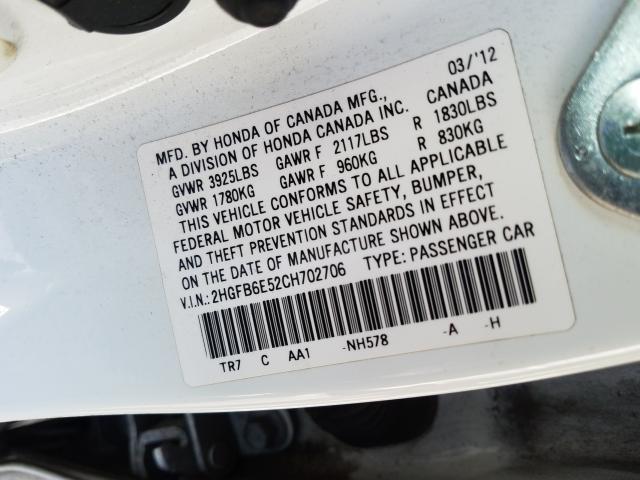 MFD. BY HONDA OF CANADA MFG., 03/'12
A DIVISION OF HONDA CANADA INC. CANADA
GVWR 3925LBS GAWR F 2117LBS R 1830LBS
GVWR 1780KG GAWR F 960KG R 830KG
THIS VEHICLE CONFORMS TO ALL APPLICABLE
FEDERAL MOTOR VEHICLE SAFETY, BUMPER,
AND THEFT PREVENTION STANDARDS IN EFFECT
ON THE DATE OF MANUFACTURE SHOWN ABOVE.
V.I.N.: 2HGFB6E52CH702706 TYPE: PASSENGER CAR
TR7 C AA1 -NH578 -A -H